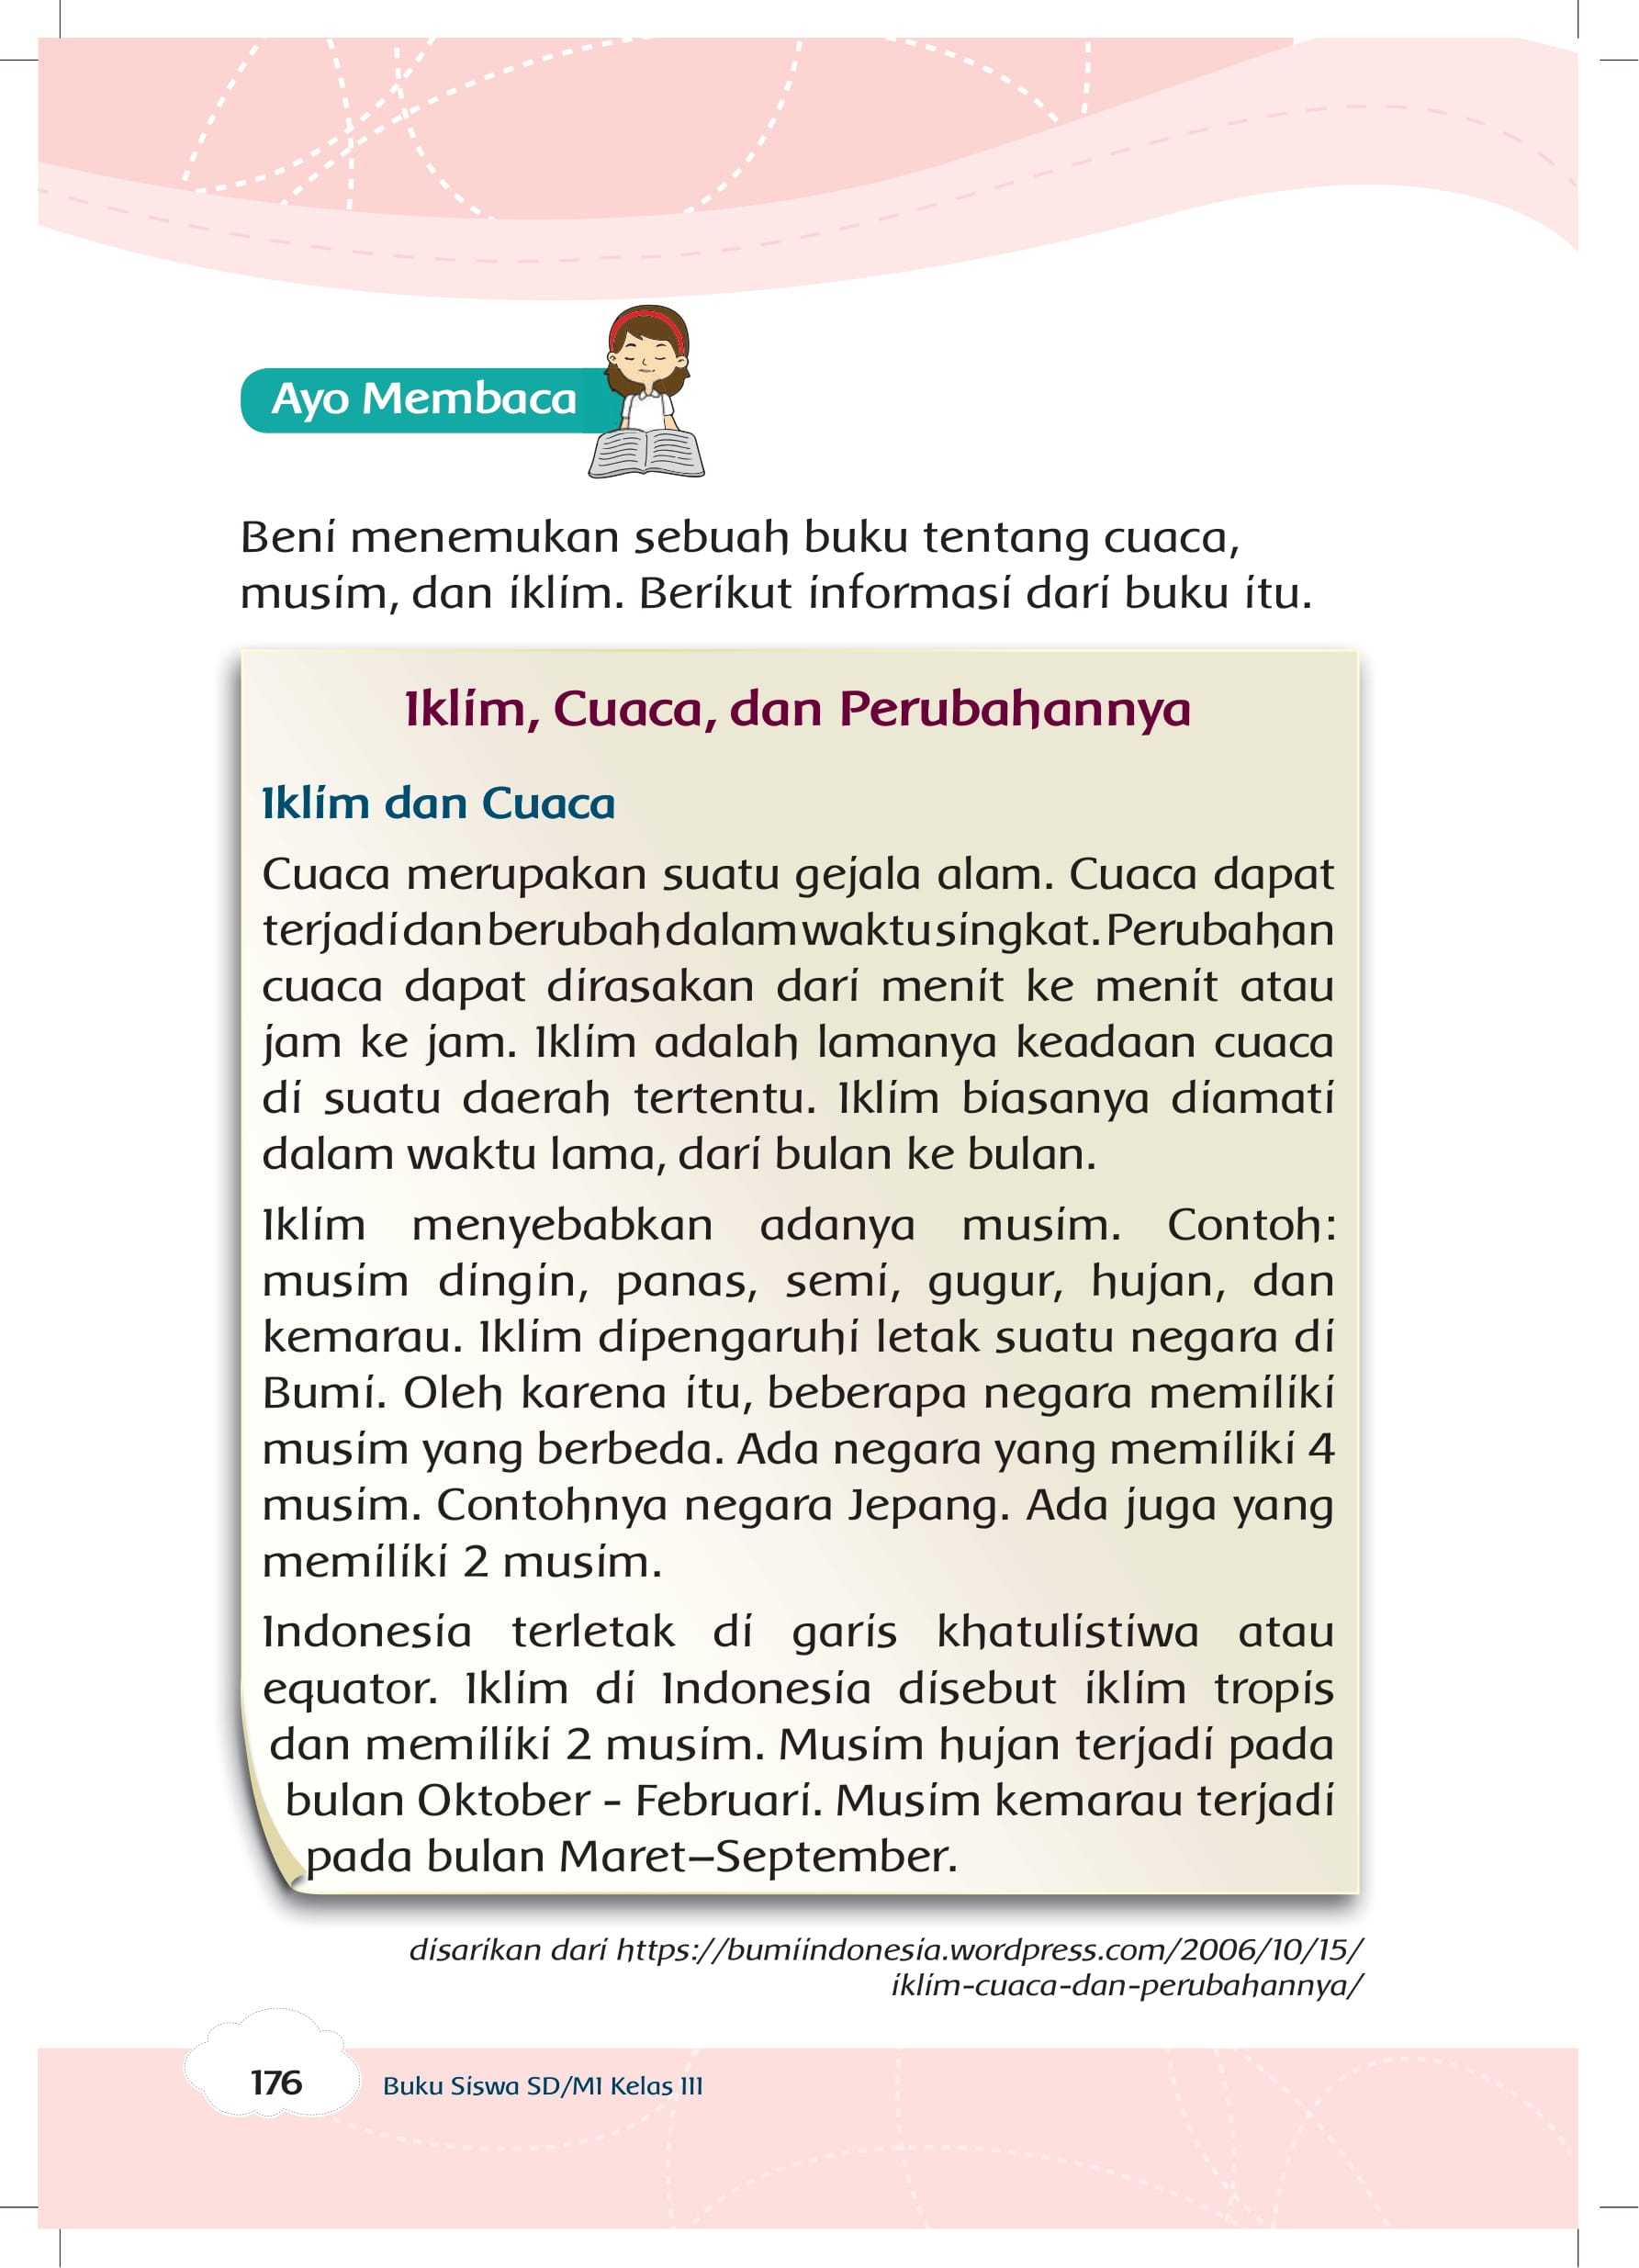 Ayo Membaca
Beni menemukan sebuah buku tentang cuaca,
musim, dan iklim. Berikut informasi dari buku itu.
Iklim, Cuaca, dan Perubahannya
Iklim dan Cuaca
Cuaca merupakan suatu gejala alam. Cuaca dapat
terjadi dan berubah dalam waktu singkat. Perubahan
cuaca dapat dirasakan dari menit ke menit atau
jam ke jam. Iklim adalah lamanya keadaan cuaca
di suatu daerah tertentu. Iklim biasanya diamati
dalam waktu lama, dari bulan ke bulan.
Iklim menyebabkan adanya musim. Contoh:
musim dingin, panas, semi, gugur, hujan, dan
kemarau. Iklim dipengaruhi letak suatu negara di
Bumi. Oleh karena itu, beberapa negara memiliki
musim yang berbeda. Ada negara yang memiliki 4
musim. Contohnya negara Jepang. Ada juga yang
memiliki 2 musim.
Indonesia terletak di garis khatulistiwa atau
equator. Iklim di Indonesia disebut iklim tropis
dan memiliki 2 musim. Musim hujan terjadi pada
bulan Oktober - Februari. Musim kemarau terjadi
pada bulan Maret–September.
disarikan dari https://bumiindonesia.wordpress.com/2006/10/15/
iklim-cuaca-dan-perubahannya/
176
Buku Siswa SD/MI Kelas III